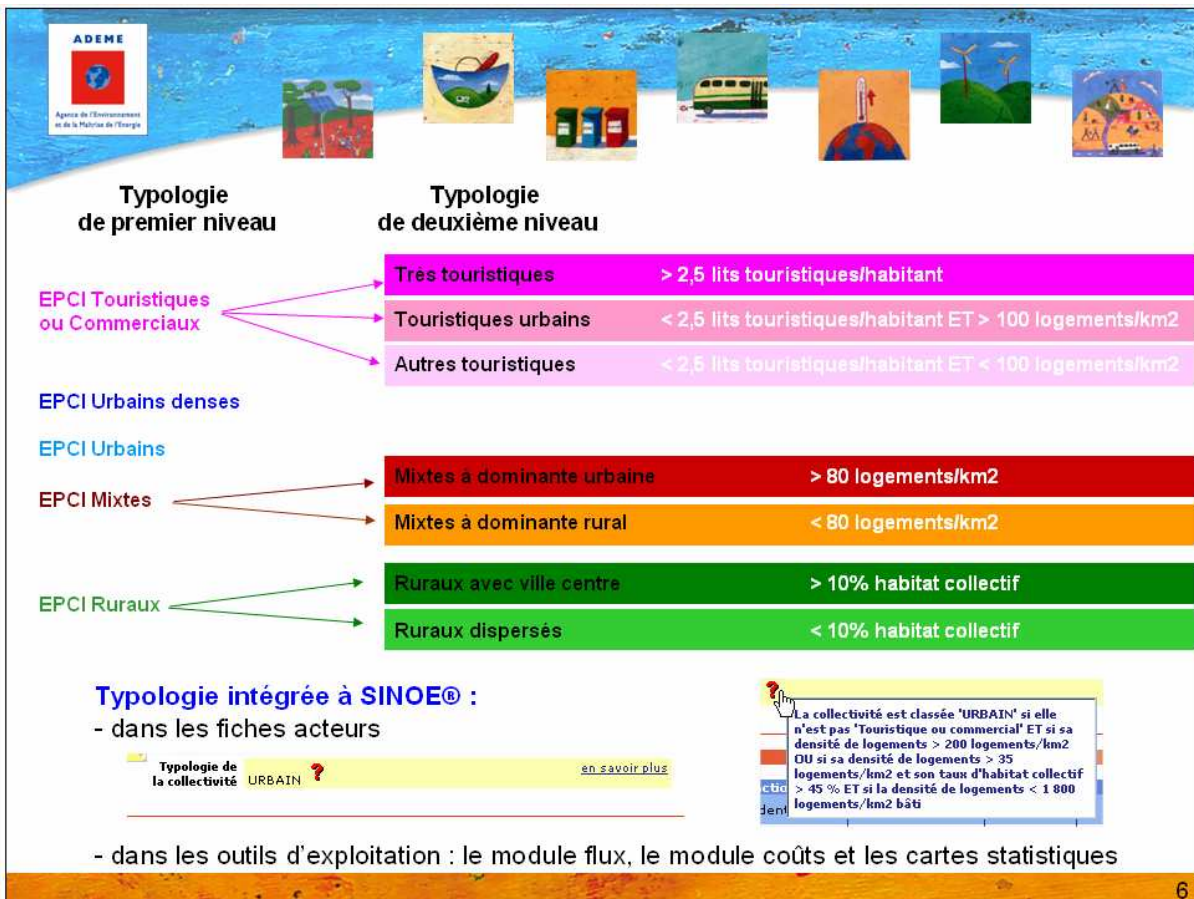 ADEME
Agence de l'Environnement
et de la Maîtrise de l'Energie
Typologie
de premier niveau
Typologie
de deuxième niveau
EPCI Touristiques
ou Commerciaux
Très touristiques > 2,5 lits touristiques/habitant
Touristiques urbains < 2,5 lits touristiques/habitant ET > 100 logements/km2
Autres touristiques < 2,5 lits touristiques/habitant ET < 100 logements/km2
EPCI Urbains denses
EPCI Urbains
EPCI Mixtes
Mixtes à dominante urbaine > 80 logements/km2
Mixtes à dominante rural < 80 logements/km2
EPCI Ruraux
Ruraux avec ville centre > 10% habitat collectif
Ruraux dispersés < 10% habitat collectif
Typologie intégrée à SINOE® :
- dans les fiches acteurs
Typologie de
la collectivité URBAIN ? en savoir plus
?
La collectivité est classée 'URBAIN' si elle
n'est pas 'Touristique ou commercial' ET si sa
densité de logements > 200 logements/km2
OU si sa densité de logements > 35
logements/km2 et son taux d'habitat collectif
> 45 % ET si la densité de logements < 1 800
logements/km2 bâti
- dans les outils d'exploitation : le module flux, le module coûts et les cartes statistiques
6